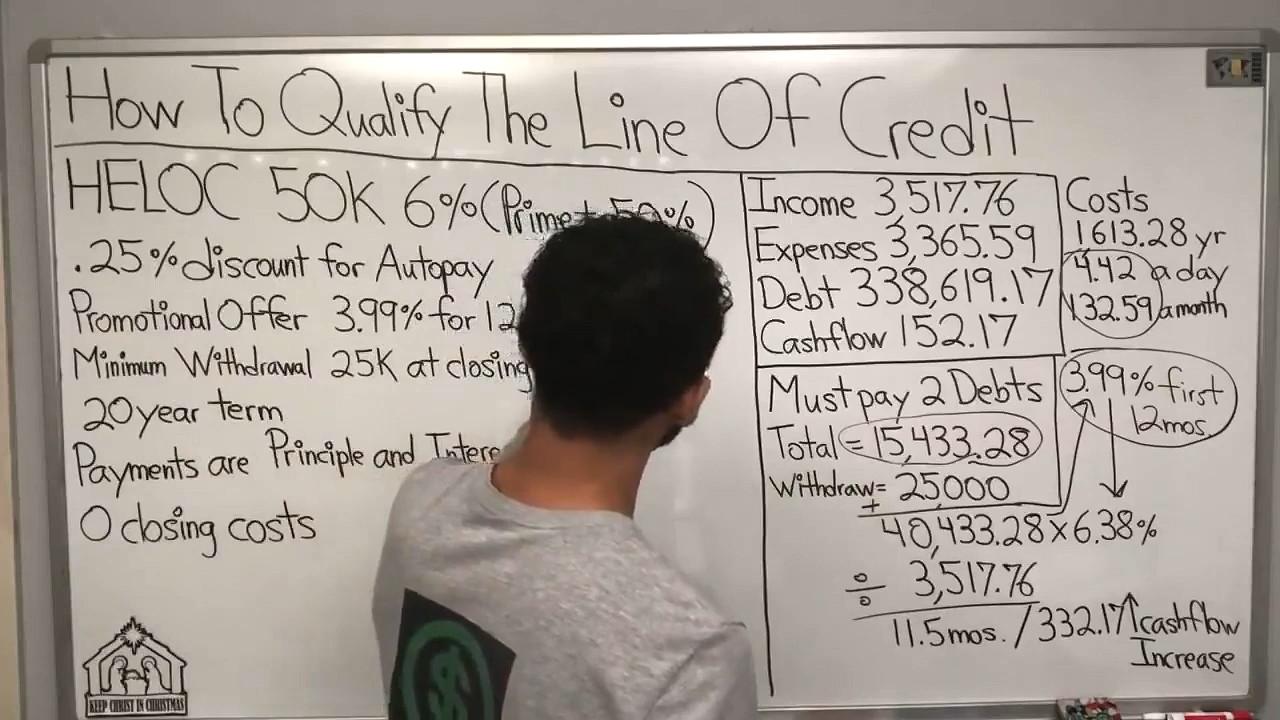 How To Qualify The Line Of Credit
HELOC 50K 6% (Prime + .50%)
.25% discount for Autopay
Promotional Offer 3.99% for 12
Minimum Withdrawal 25K at closing
20 year term
Payments are Principle and
0 closing costs
KEEP CHRIST IN CHRISTMAS
Income 3,517.76
Expenses 3,365.59
Debt 338,619.17
Cashflow 152.17
Must pay 2 Debts
Total = 15,433.28
Withdraw = 25000
+
40,433.28 x 6.38%
÷ 3,517.76
11.5mos. / 332.17 ↑ cashflow
Increase
Costs
1613.28 yr
4.42 a day
132.59 a month
3.99% first
12mos.